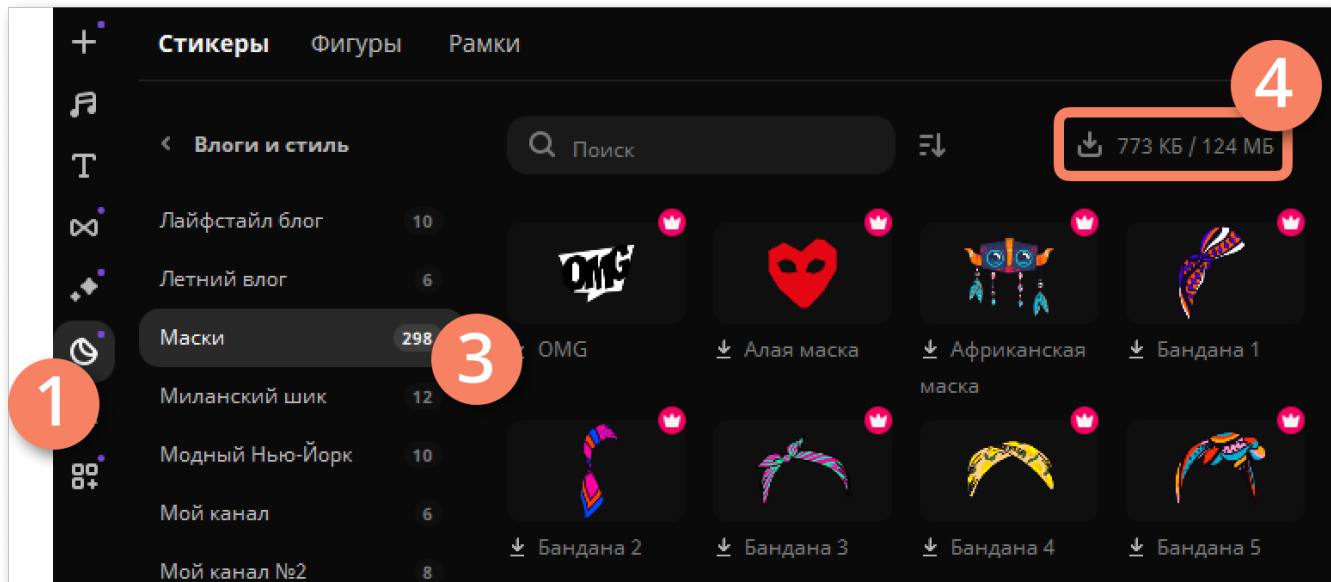 Стикеры Фигуры Рамки
4
Влоги и стиль
Поиск
773 КБ / 124 МБ
Лайфстайл блог 10
Летний влог 6
Маски 298
3
Миланский шик 12
1
Модный Нью-Йорк 10
Мой канал 6
Мой канал №2 8
OMG
OMG
Алая маска
Африканская
маска
Бандана 1
Бандана 2
Бандана 3
Бандана 4
Бандана 5